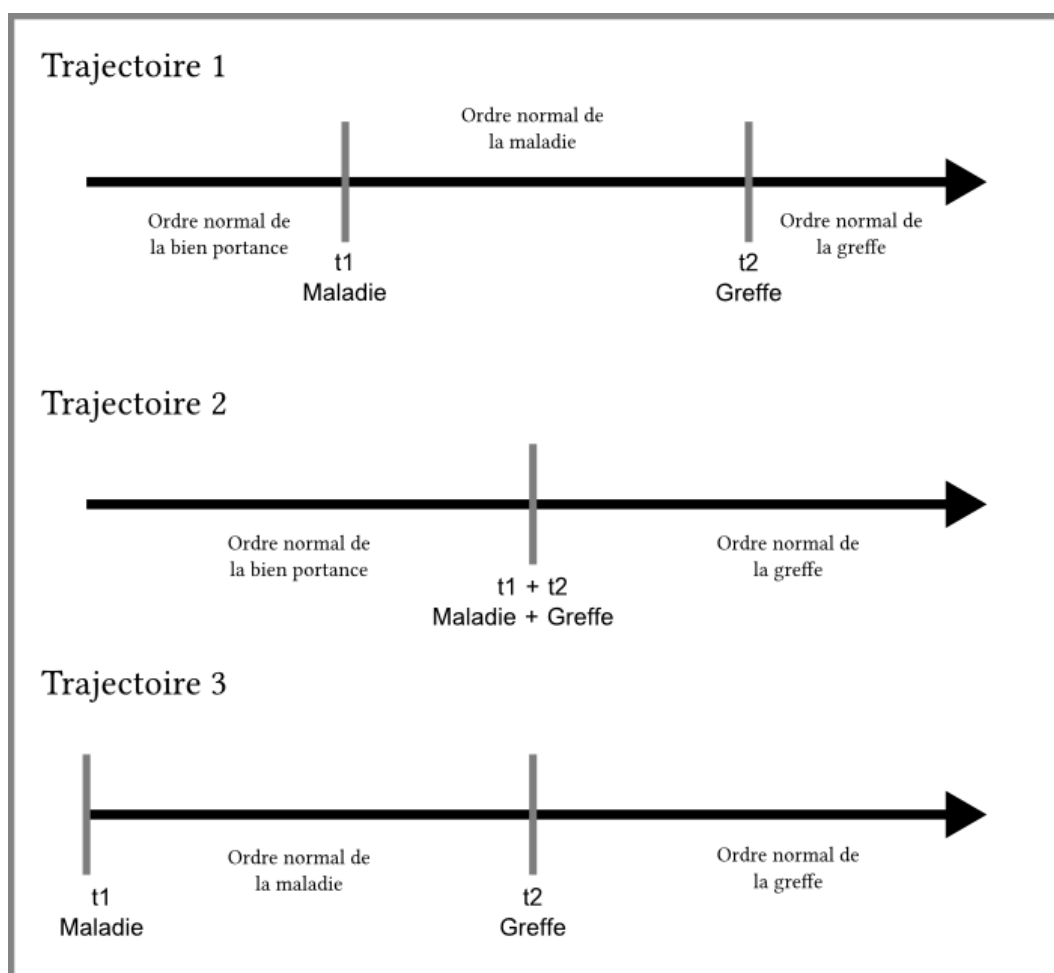 Trajectoire 1
Ordre normal de
la maladie
Ordre normal de
la bien portance
Ordre normal de
la greffe
t1
Maladie
t2
Greffe
Trajectoire 2
Ordre normal de
la bien portance
Ordre normal de
la greffe
t1 + t2
Maladie + Greffe
Trajectoire 3
Ordre normal de
la maladie
Ordre normal de
la greffe
t1
Maladie
t2
Greffe